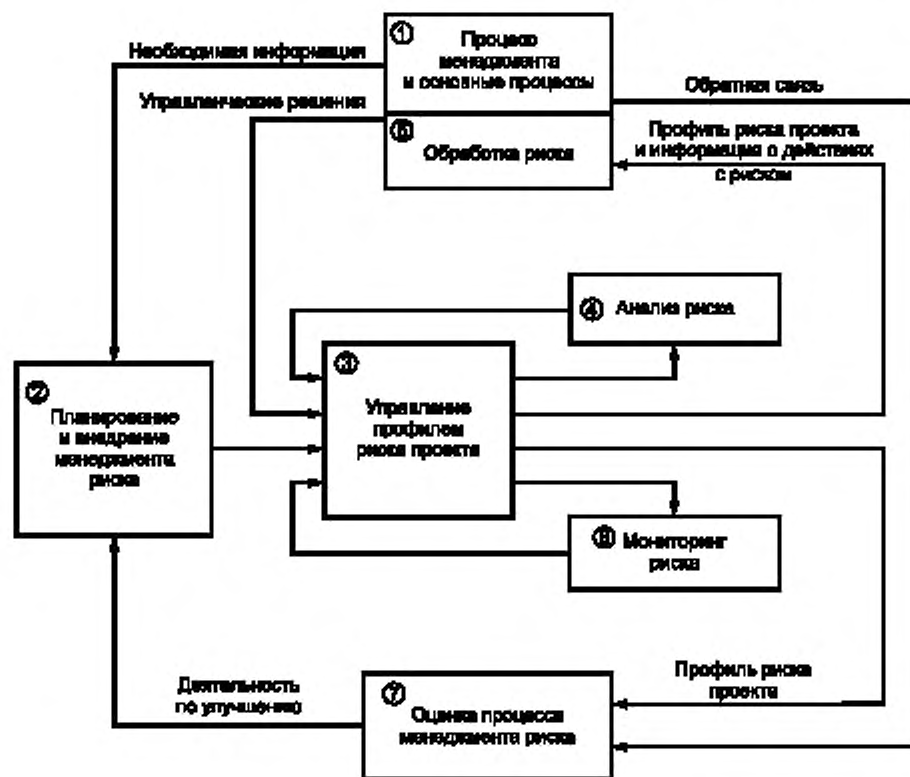 Необходимая информация
① Процесс
менеджмента
и основные процессы
Обратная связь
Управленческие решения
⑤ Обработка риска
Профиль риска проекта
и информация о действиях
с риском
④ Анализ риска
③
Управление
профилем
риска проекта
②
Планирование
и внедрение
менеджмента
риска
⑥ Мониторинг
риска
Деятельность
по улучшению
⑦
Оценка процесса
менеджмента риска
Профиль риска
проекта